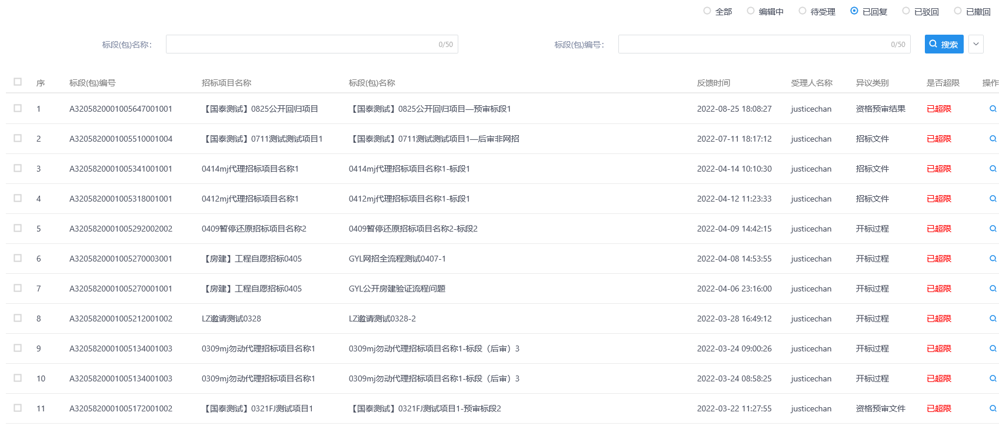 全部 编辑中 待受理 已回复 已驳回 已撤回
标段(包)名称： 0/50 标段(包)编号： 0/50 搜索
序 标段(包)编号 招标项目名称 标段(包)名称 反馈时间 受理人名称 异议类别 是否超限 操作
1 A3205820001005647001001 【国泰测试】0825公开回归项目 【国泰测试】0825公开回归项目—预审标段1 2022-08-25 18:08:27 justicechan 资格预审结果 已超限
2 A3205820001005510001004 【国泰测试】0711测试测试项目1 【国泰测试】0711测试测试项目1—后审非网招 2022-07-11 18:17:12 justicechan 招标文件 已超限
3 A3205820001005341001001 0414mj代理招标项目名称1 0414mj代理招标项目名称1-标段1 2022-04-14 10:10:30 justicechan 招标文件 已超限
4 A3205820001005318001001 0412mj代理招标项目名称1 0412mj代理招标项目名称1-标段1 2022-04-12 11:23:33 justicechan 招标文件 已超限
5 A3205820001005292002002 0409暂停还原招标项目名称2 0409暂停还原招标项目名称2-标段2 2022-04-09 14:42:15 justicechan 开标过程 已超限
6 A3205820001005270003001 【房建】工程自愿招标0405 GYL网招全流程测试0407-1 2022-04-08 14:53:55 justicechan 开标过程 已超限
7 A3205820001005270001001 【房建】工程自愿招标0405 GYL公开房建验证流程问题 2022-04-06 23:16:00 justicechan 开标过程 已超限
8 A3205820001005212001002 LZ邀请测试0328 LZ邀请测试0328-2 2022-03-28 16:49:12 justicechan 开标过程 已超限
9 A3205820001005134001003 0309mj勿动代理招标项目名称1 0309mj勿动代理招标项目名称1-标段（后审）3 2022-03-24 09:00:26 justicechan 开标过程 已超限
10 A3205820001005134001003 0309mj勿动代理招标项目名称1 0309mj勿动代理招标项目名称1-标段（后审）3 2022-03-24 08:58:25 justicechan 开标过程 已超限
11 A3205820001005172001002 【国泰测试】0321FJ测试项目1 【国泰测试】0321FJ测试项目1-预审标段2 2022-03-22 11:27:55 justicechan 资格预审文件 已超限